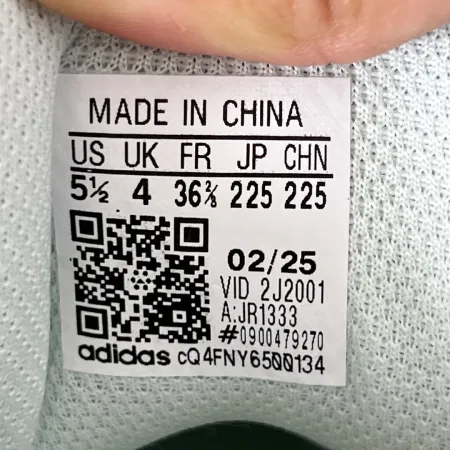 MADE IN CHINA
US UK FR JP CHN
5½ 4 36⅔ 225 225
02/25
VID 2J2001
A:JR1333
#0900479270
adidas cQ4FNY6500134